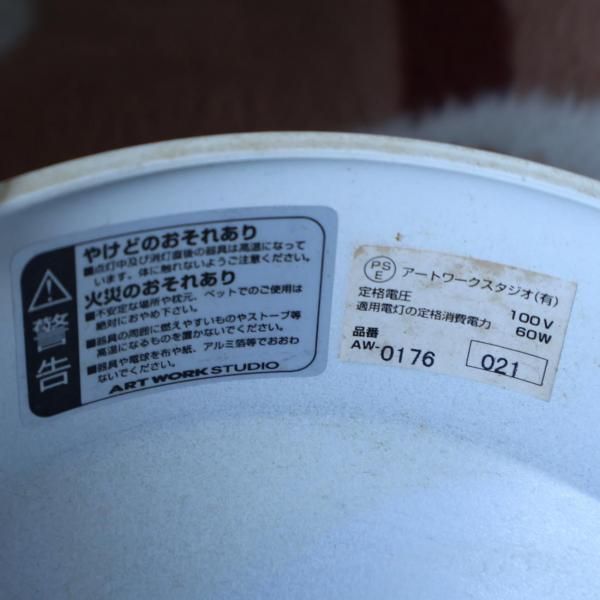 警告
やけどのおそれあり
■点灯中及び消灯直後の器具は高温になって
います。体に触れないようご注意ください。
火災のおそれあり
■不安定な場所や枕元、ベットでのご使用は
絶対におやめ下さい。
■器具の周囲に燃えやすいものやストーブ等
高温になるものを置かないでください。
■器具や電球を布や紙、アルミ箔等でおおわ
ないでください。
ART WORK STUDIO
PS
E
アートワークスタジオ(有)
定格電圧 100V
適用電灯の定格消費電力 60W
品番
AW-0176 021